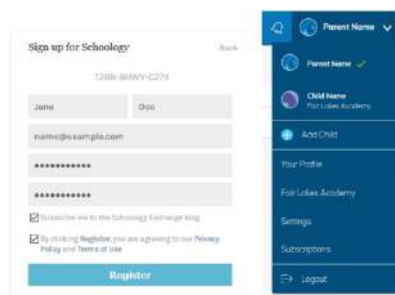 Sign up for Schoology
Back
Jane
Doe
name@example.com
***********
***********
Subscribe me to the Schoology Exchange blog.
By clicking Register, you are agreeing to our Privacy
Policy and Terms of Use
Register
Parent Name
Parent Name
Child Name
Fair Lakes Academy
Add Child
Your Profile
Fair Lakes Academy
Settings
Subscriptions
Logout